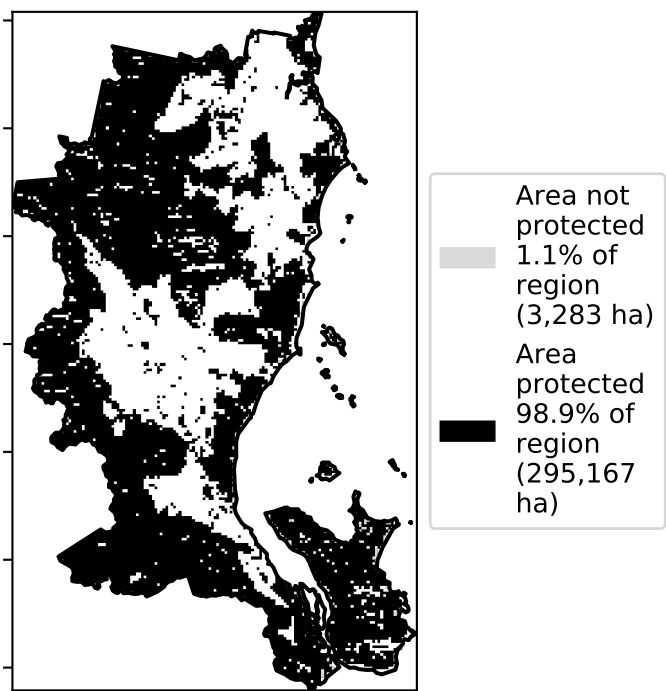 Area not
protected
1.1% of
region
(3,283 ha)
Area
protected
98.9% of
region
(295,167
ha)